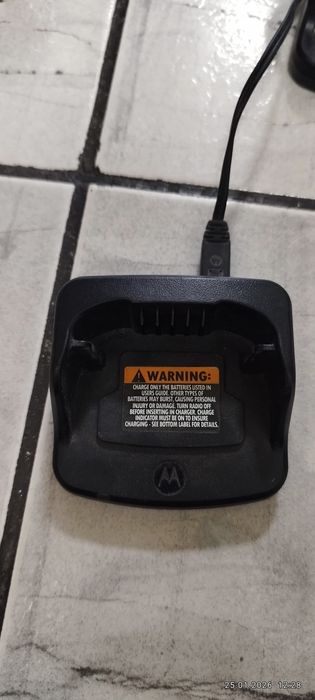 WARNING:
CHARGE ONLY THE BATTERIES LISTED IN
USERS GUIDE. OTHER TYPES OF
BATTERIES MAY BURST, CAUSING PERSONAL
INJURY OR DAMAGE. TURN RADIO OFF
BEFORE INSERTING IN CHARGER. CHARGE
INDICATOR MUST BE ON TO ENSURE
CHARGING - SEE BOTTOM LABEL FOR DETAILS.
25.01.2026 12:28